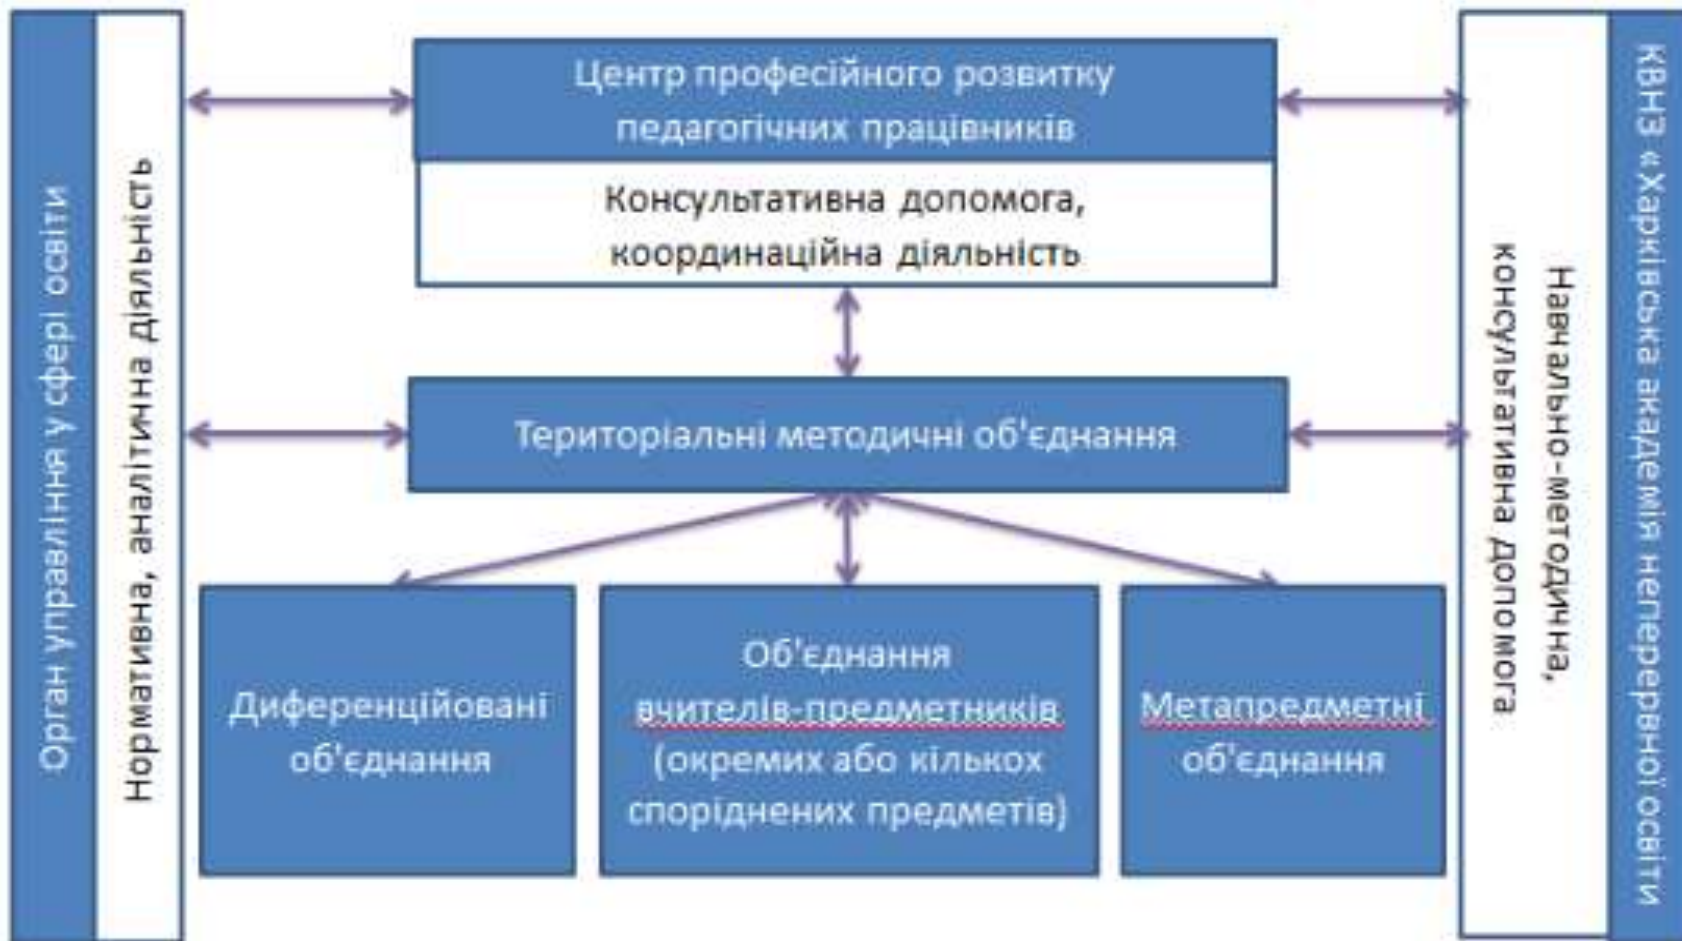 Орган управління у сфері освіти
Нормативна, аналітична діяльність
Центр професійного розвитку
педагогічних працівників
Консультативна допомога,
координаційна діяльність
Територіальні методичні об'єднання
Диференційовані
об'єднання
Об'єднання
вчителів-предметників
(окремих або кількох
споріднених предметів)
Метапредметні
об'єднання
Навчально-методична,
консультативна допомога
КВНЗ «Харківська академія неперервної освіти